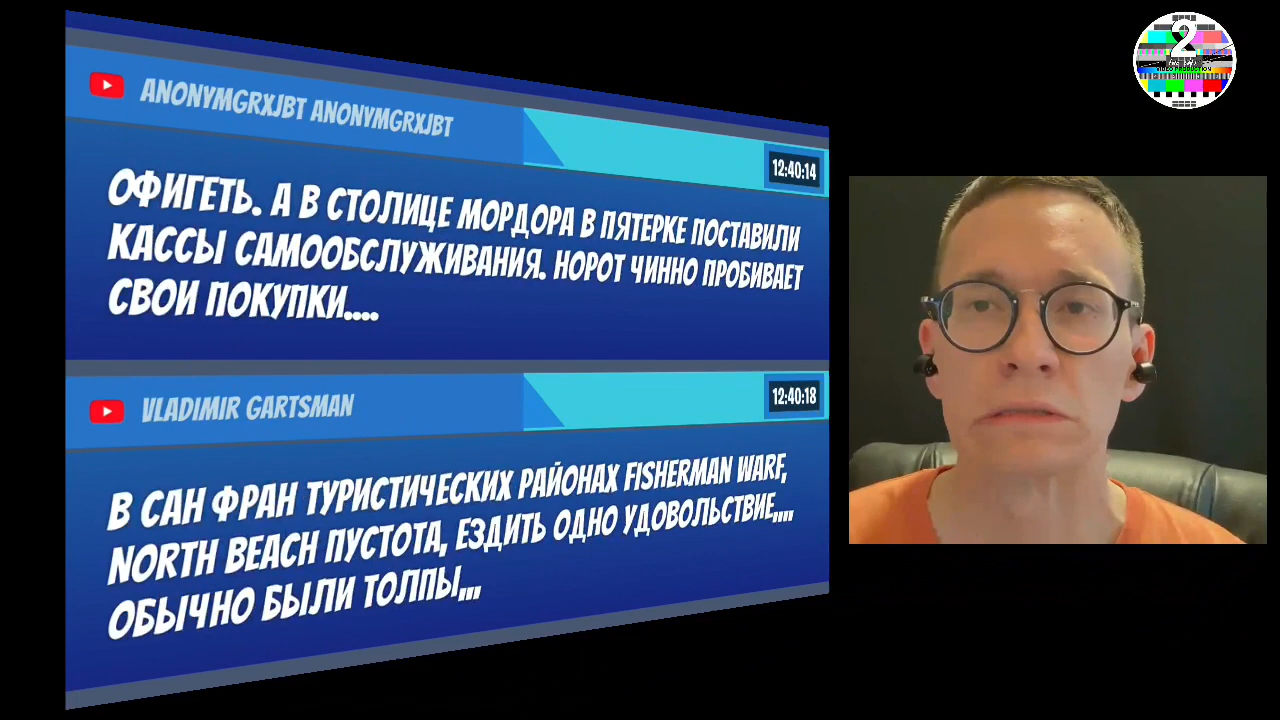 ANONYMGRXJBT ANONYMGRXJBT
12:40:14
ОФИГЕТЬ. А В СТОЛИЦЕ МОРДОРА В ПЯТЕРКЕ ПОСТАВИЛИ
КАССЫ САМООБСЛУЖИВАНИЯ. НОРОТ ЧИННО ПРОБИВАЕТ
СВОИ ПОКУПКИ....
VLADIMIR GARTSMAN
12:40:18
В САН ФРАН ТУРИСТИЧЕСКИХ РАЙОНАХ FISHERMAN WARF,
NORTH BEACH ПУСТОТА, ЕЗДИТЬ ОДНО УДОВОЛЬСТВИЕ,,,,
ОБЫЧНО БЫЛИ ТОЛПЫ,,,
2